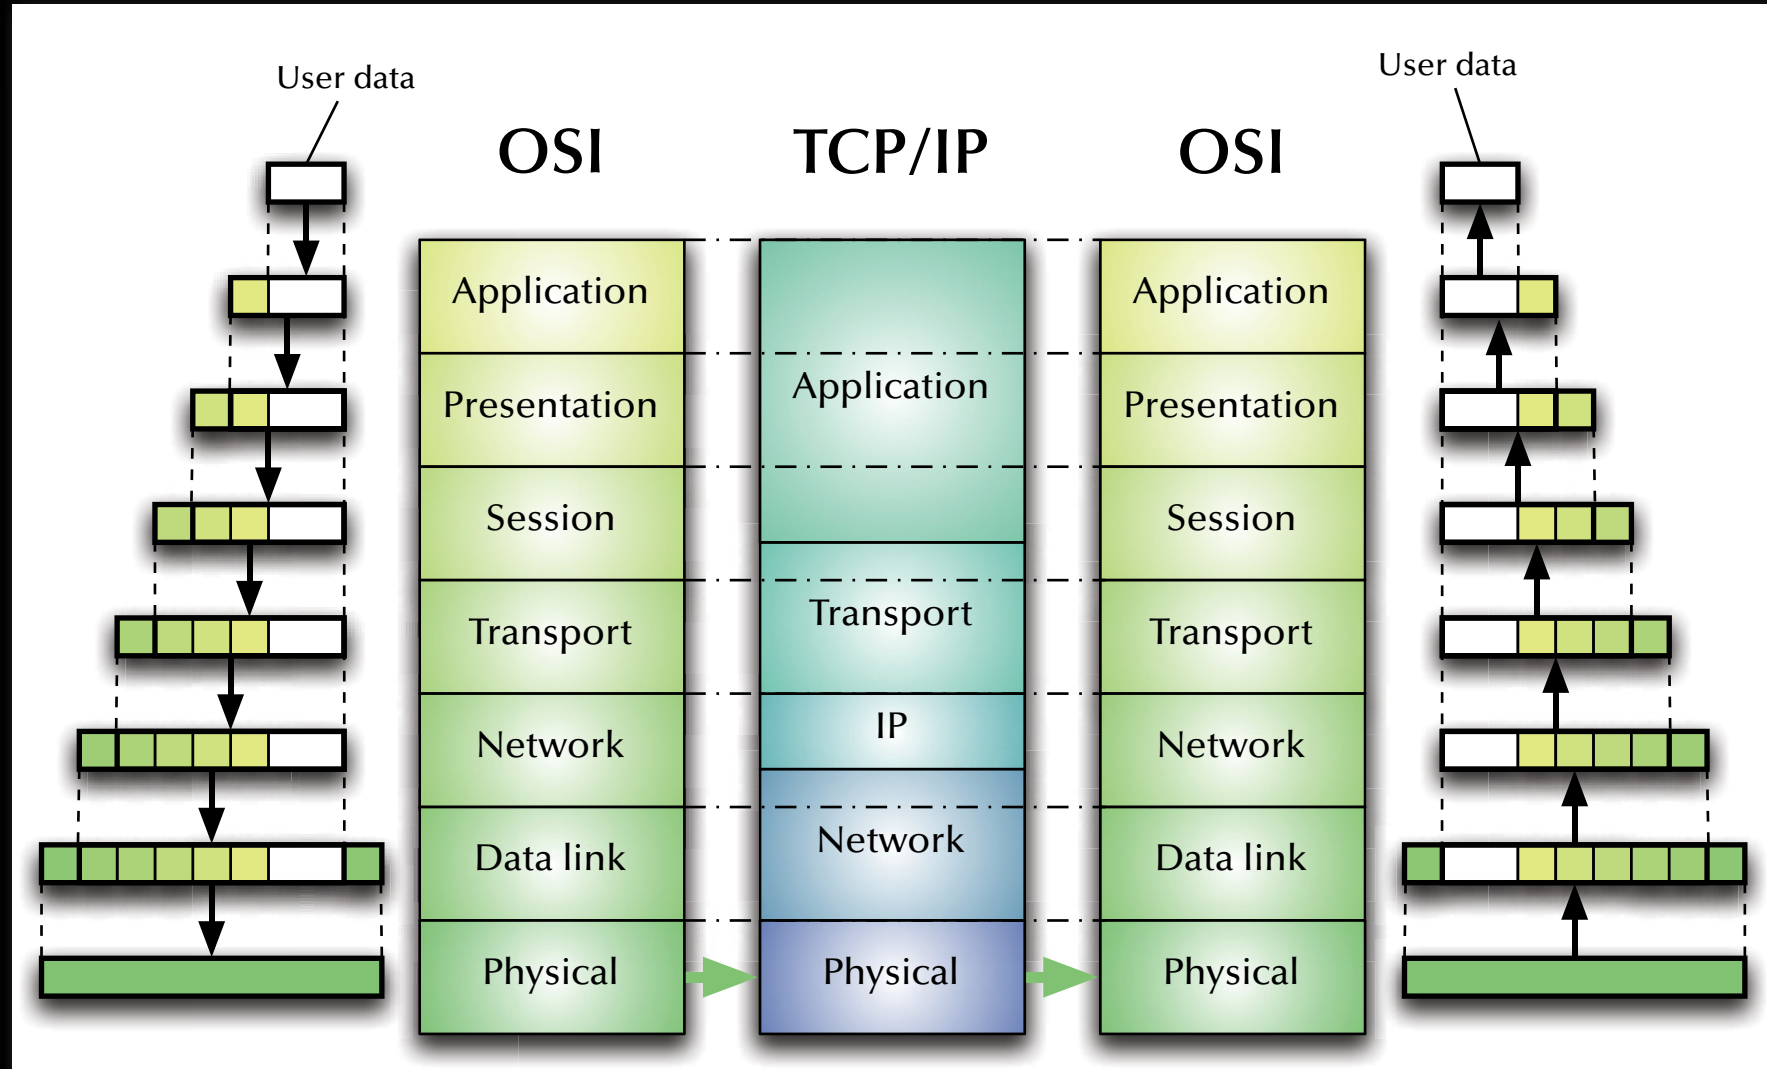 User data
User data
OSI
TCP/IP
OSI
Application
Presentation
Session
Transport
Network
Data link
Physical
Application
Transport
IP
Network
Physical
Application
Presentation
Session
Transport
Network
Data link
Physical